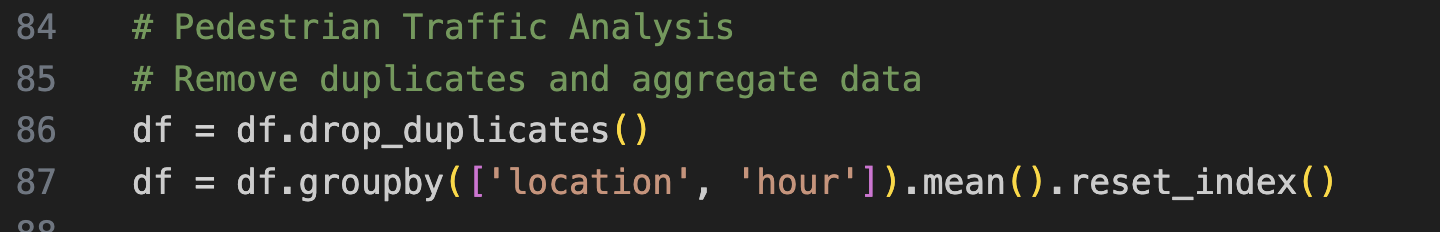 84 # Pedestrian Traffic Analysis
85 # Remove duplicates and aggregate data
86 df = df.drop_duplicates()
87 df = df.groupby(['location', 'hour']).mean().reset_index()
88